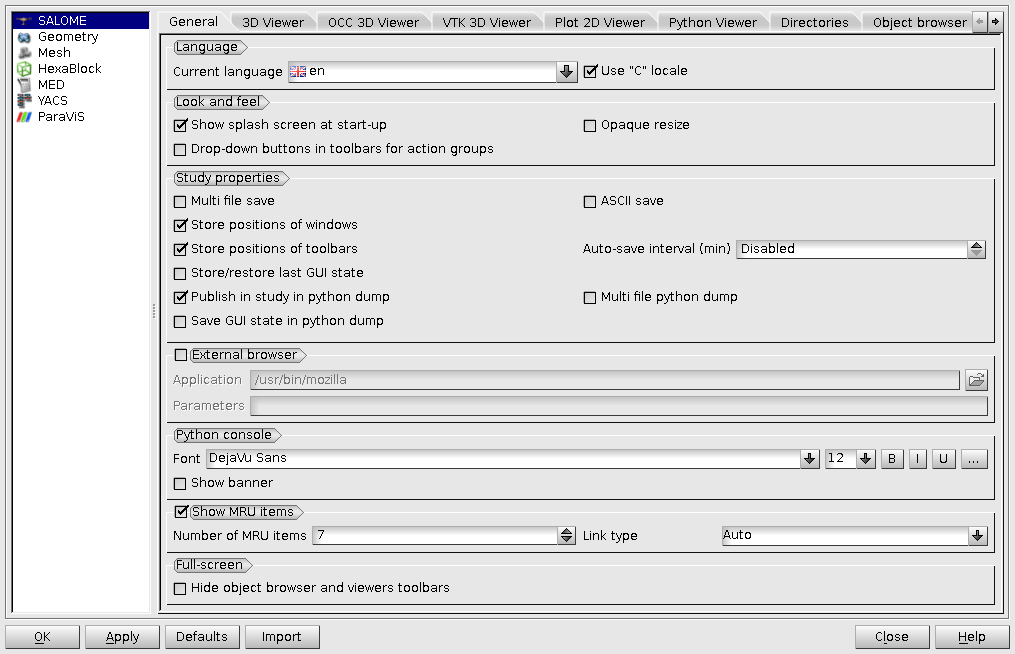 SALOME
Geometry
Mesh
HexaBlock
MED
YACS
ParaViS
General 3D Viewer OCC 3D Viewer VTK 3D Viewer Plot 2D Viewer Python Viewer Directories Object browser
Language
Current language en Use "C" locale
Look and feel
Show splash screen at start-up Opaque resize
Drop-down buttons in toolbars for action groups
Study properties
Multi file save ASCII save
Store positions of windows
Store positions of toolbars Auto-save interval (min) Disabled
Store/restore last GUI state
Publish in study in python dump Multi file python dump
Save GUI state in python dump
External browser
Application /usr/bin/mozilla
Parameters
Python console
Font DejaVu Sans 12 B I U ...
Show banner
Show MRU items
Number of MRU items 7 Link type Auto
Full-screen
Hide object browser and viewers toolbars
OK Apply Defaults Import Close Help